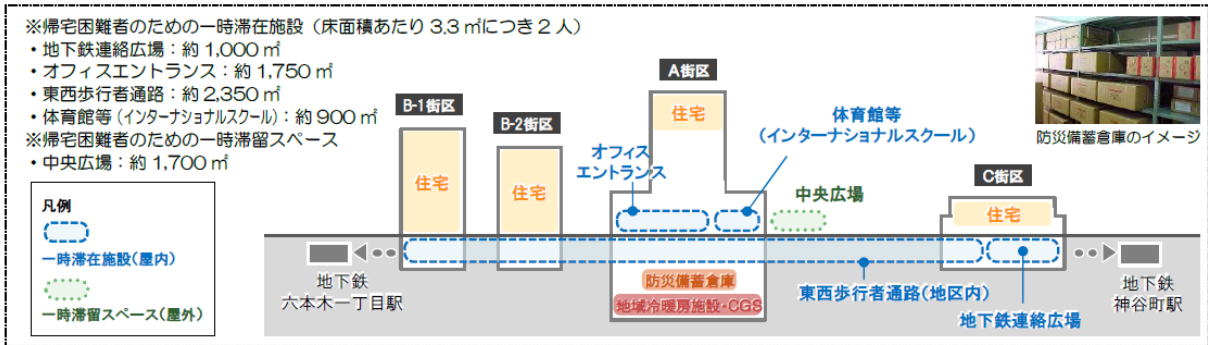 ※帰宅困難者のための一時滞在施設（床面積あたり 3.3 ㎡につき 2 人）
・地下鉄連絡広場：約 1,000 ㎡
・オフィスエントランス：約 1,750 ㎡
・東西歩行者通路：約 2,350 ㎡
・体育館等（インターナショナルスクール）：約 900 ㎡
※帰宅困難者のための一時滞留スペース
・中央広場：約 1,700 ㎡
凡例
一時滞在施設（屋内）
一時滞留スペース（屋外）
B-1街区
住宅
B-2街区
住宅
A街区
住宅
オフィス
エントランス
体育館等
（インターナショナルスクール）
中央広場
防災備蓄倉庫のイメージ
C街区
住宅
地下鉄
六本木一丁目駅
防災備蓄倉庫
地域冷暖房施設・CGS
東西歩行者通路（地区内）
地下鉄連絡広場
地下鉄
神谷町駅